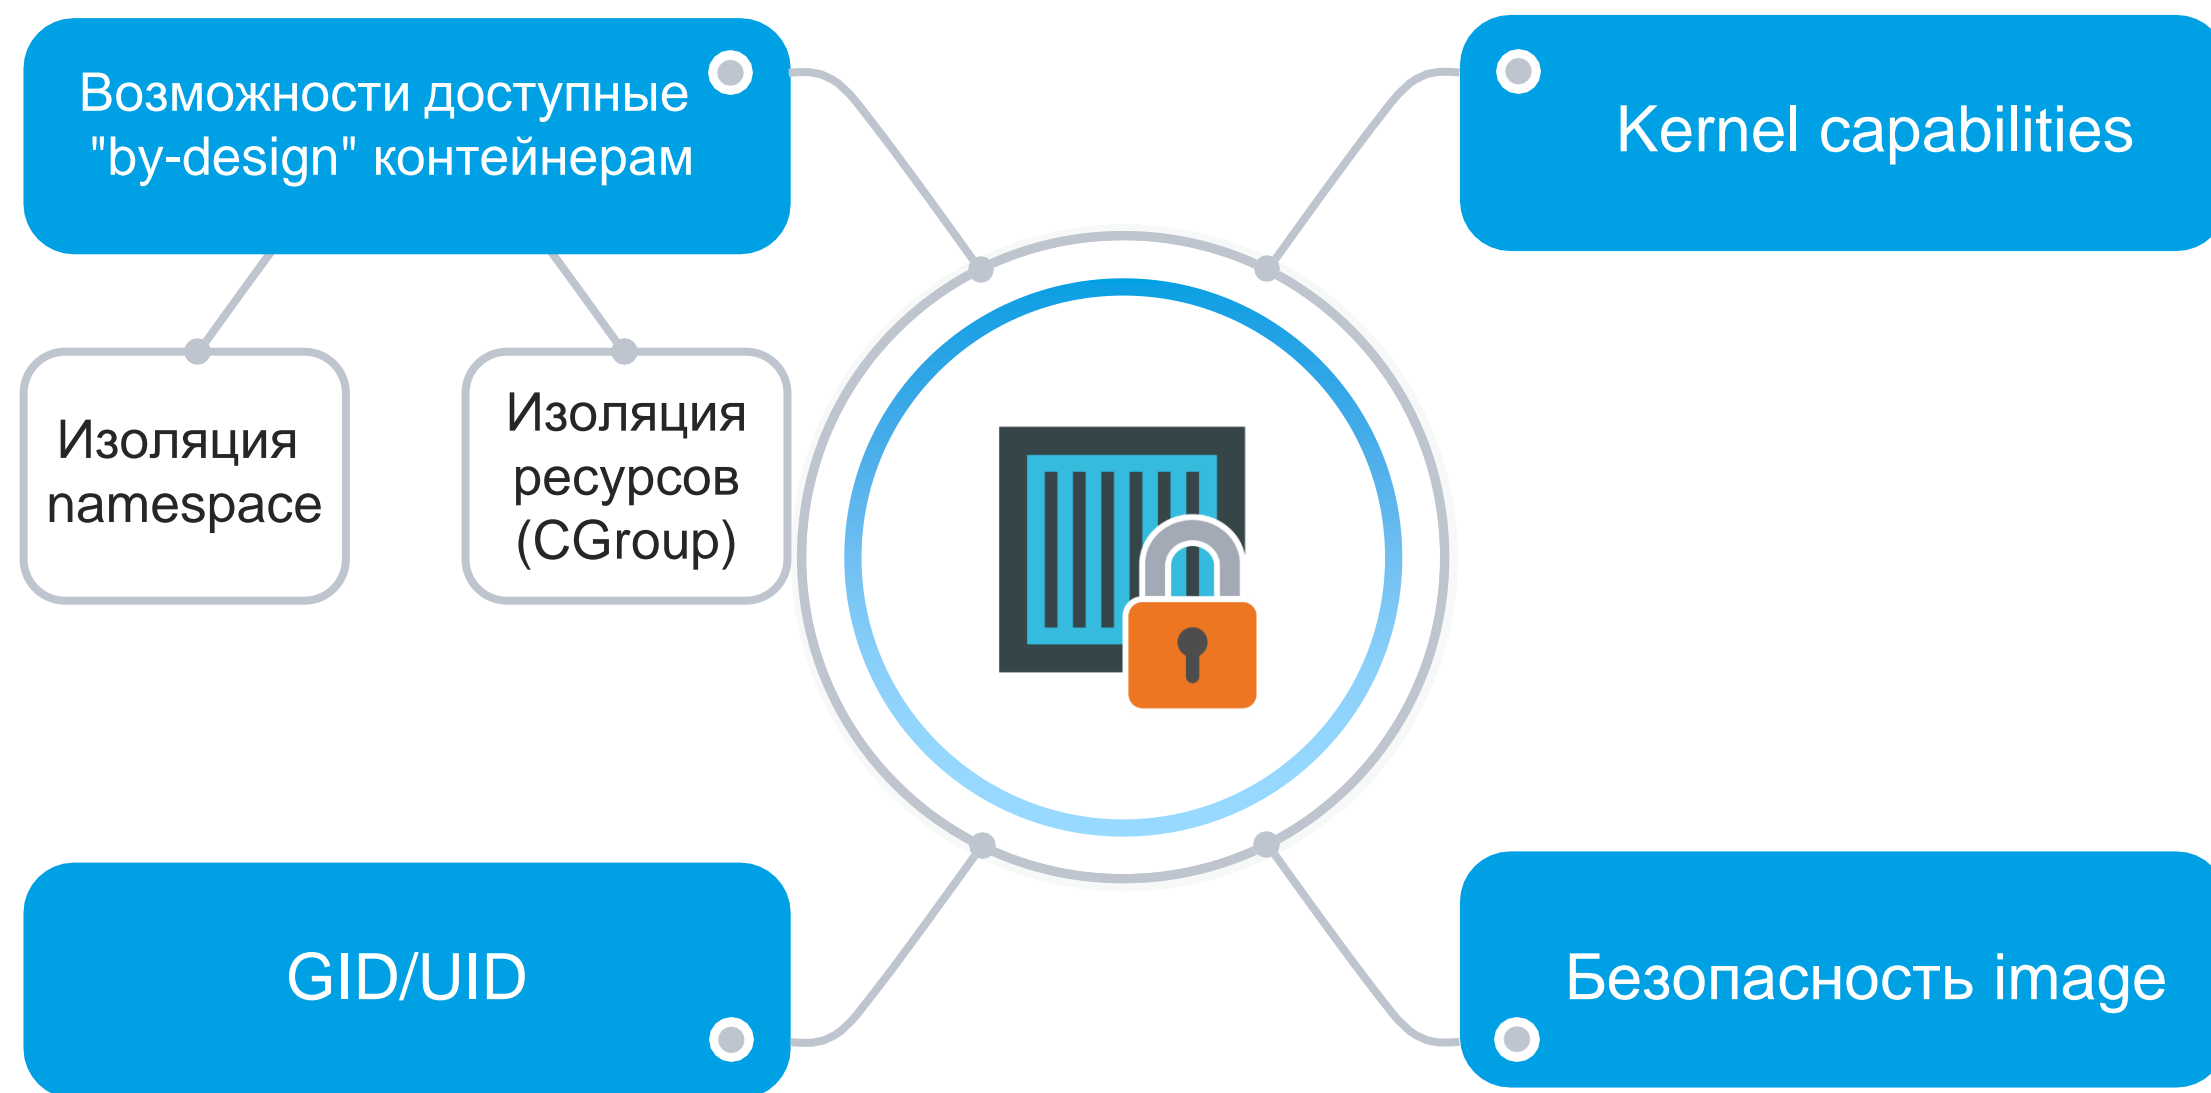 Возможности доступные
"by-design" контейнерам
Kernel capabilities
Изоляция
namespace
Изоляция
ресурсов
(CGroup)
GID/UID
Безопасность image